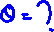 θ = ?